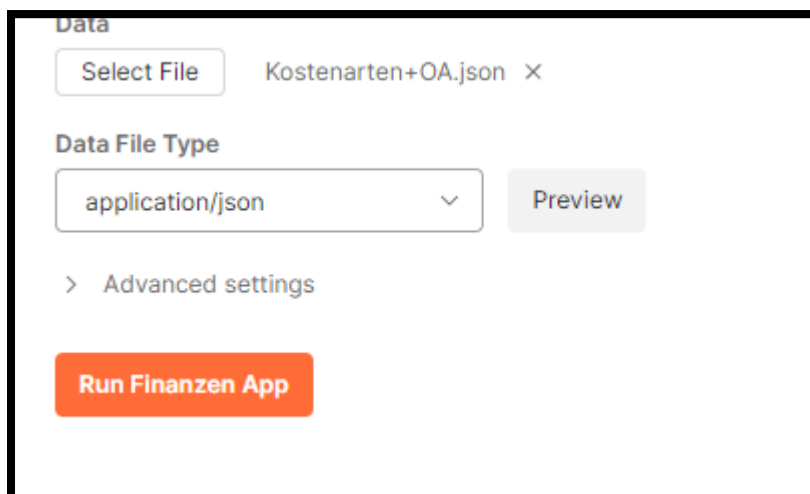 Data
Select File Kostenarten+OA.json ×
Data File Type
application/json Preview
Advanced settings
Run Finanzen App